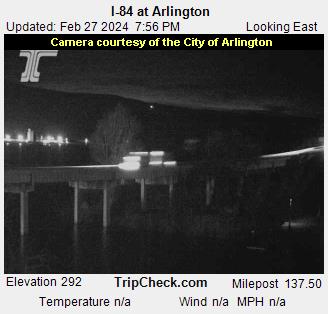 I-84 at Arlington
Updated: Feb 27 2024 7:56 PM Looking East
Camera courtesy of the City of Arlington
Elevation 292 TripCheck.com Milepost 137.50
Temperature n/a Wind n/a MPH n/a